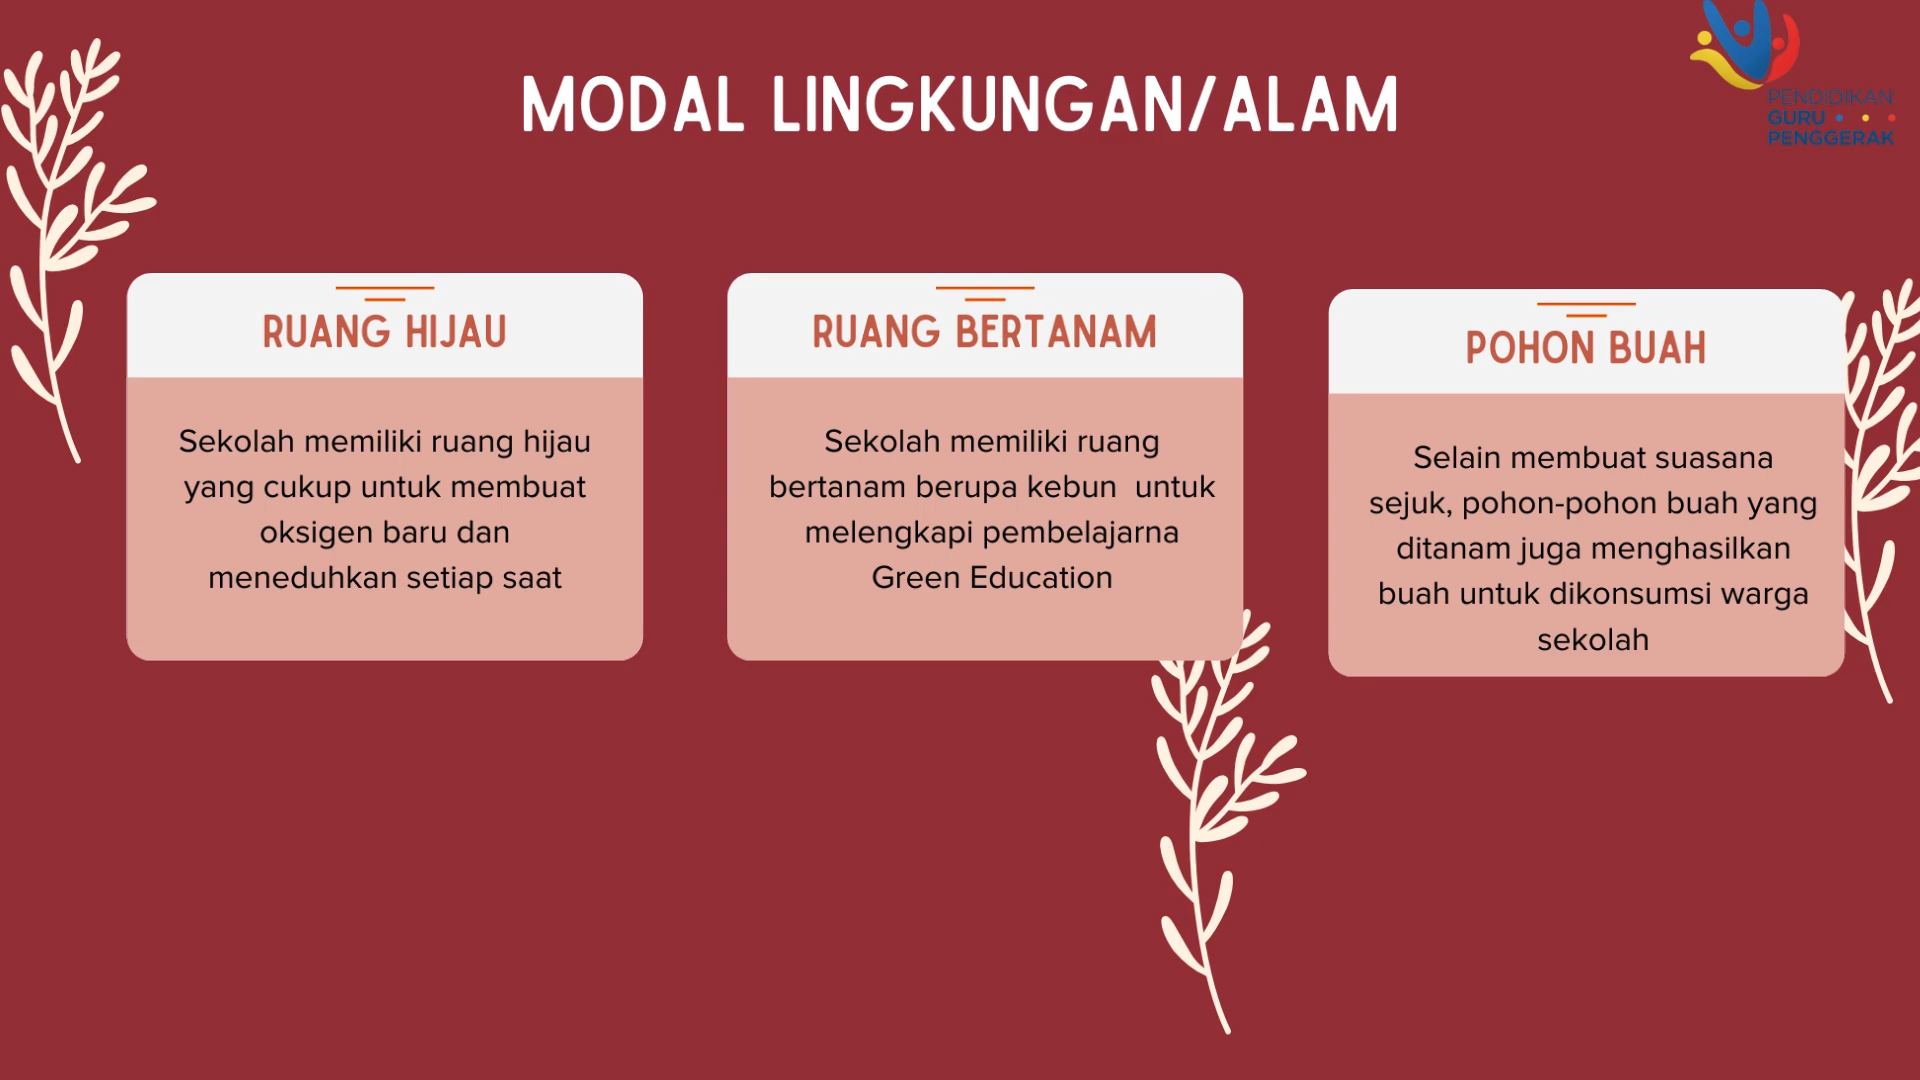 MODAL LINGKUNGAN/ALAM
PENDIDIKAN
GURU
PENGGERAK
RUANG HIJAU
Sekolah memiliki ruang hijau
yang cukup untuk membuat
oksigen baru dan
meneduhkan setiap saat
RUANG BERTANAM
Sekolah memiliki ruang
bertanam berupa kebun  untuk
melengkapi pembelajarna
Green Education
POHON BUAH
Selain membuat suasana
sejuk, pohon-pohon buah yang
ditanam juga menghasilkan
buah untuk dikonsumsi warga
sekolah